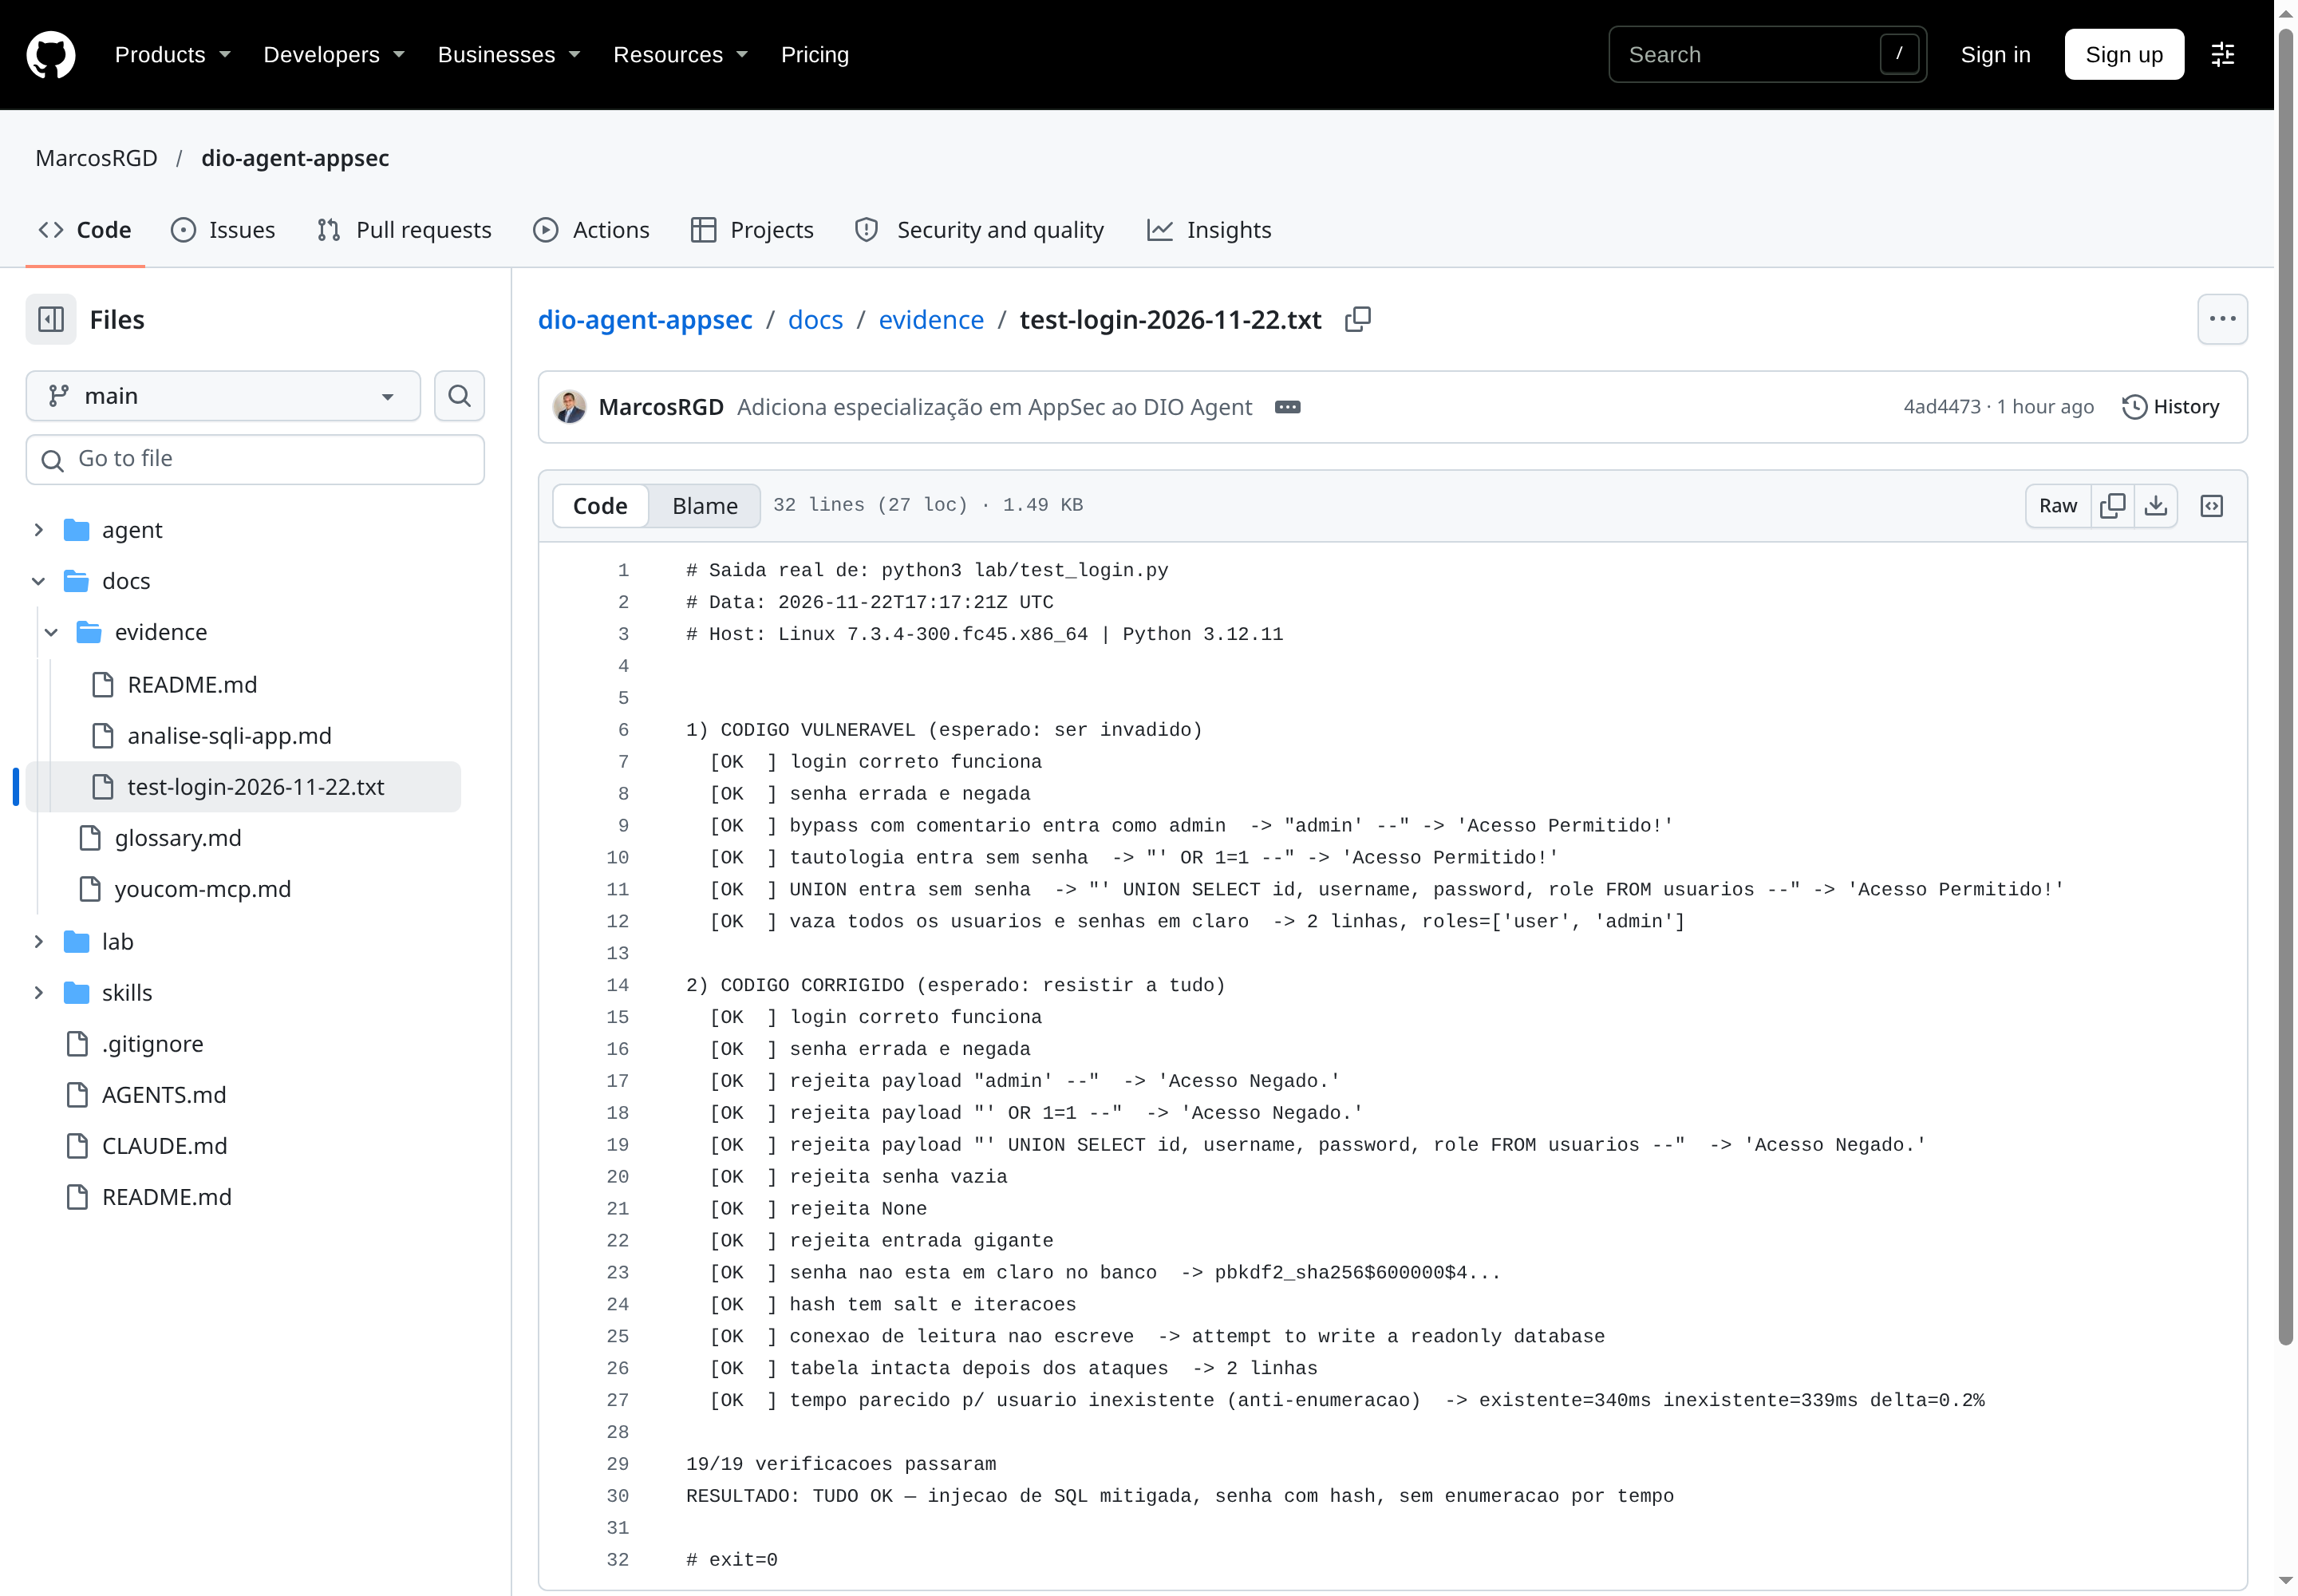 Products Developers Businesses Resources Pricing Search / Sign in Sign up
MarcosRGD / dio-agent-appsec
Code Issues Pull requests Actions Projects Security and quality Insights
Files
main
Go to file
agent
docs
evidence
README.md
analise-sqli-app.md
test-login-2026-11-22.txt
glossary.md
youcom-mcp.md
lab
skills
.gitignore
AGENTS.md
CLAUDE.md
README.md
dio-agent-appsec / docs / evidence / test-login-2026-11-22.txt
MarcosRGD Adiciona especialização em AppSec ao DIO Agent 4ad4473 · 1 hour ago History
Code Blame 32 lines (27 loc) · 1.49 KB Raw
1 # Saida real de: python3 lab/test_login.py
2 # Data: 2026-11-22T17:17:21Z UTC
3 # Host: Linux 7.3.4-300.fc45.x86_64 | Python 3.12.11
4
5
6 1) CODIGO VULNERAVEL (esperado: ser invadido)
7 [OK  ] login correto funciona
8 [OK  ] senha errada e negada
9 [OK  ] bypass com comentario entra como admin  -> "admin' --" -> 'Acesso Permitido!'
10 [OK  ] tautologia entra sem senha  -> "' OR 1=1 --" -> 'Acesso Permitido!'
11 [OK  ] UNION entra sem senha  -> "' UNION SELECT id, username, password, role FROM usuarios --" -> 'Acesso Permitido!'
12 [OK  ] vaza todos os usuarios e senhas em claro  -> 2 linhas, roles=['user', 'admin']
13
14 2) CODIGO CORRIGIDO (esperado: resistir a tudo)
15 [OK  ] login correto funciona
16 [OK  ] senha errada e negada
17 [OK  ] rejeita payload "admin' --"  -> 'Acesso Negado.'
18 [OK  ] rejeita payload "' OR 1=1 --"  -> 'Acesso Negado.'
19 [OK  ] rejeita payload "' UNION SELECT id, username, password, role FROM usuarios --"  -> 'Acesso Negado.'
20 [OK  ] rejeita senha vazia
21 [OK  ] rejeita None
22 [OK  ] rejeita entrada gigante
23 [OK  ] senha nao esta em claro no banco  -> pbkdf2_sha256$600000$4...
24 [OK  ] hash tem salt e iteracoes
25 [OK  ] conexao de leitura nao escreve  -> attempt to write a readonly database
26 [OK  ] tabela intacta depois dos ataques  -> 2 linhas
27 [OK  ] tempo parecido p/ usuario inexistente (anti-enumeracao)  -> existente=340ms inexistente=339ms delta=0.2%
28
29 19/19 verificacoes passaram
30 RESULTADO: TUDO OK — injecao de SQL mitigada, senha com hash, sem enumeracao por tempo
31
32 # exit=0